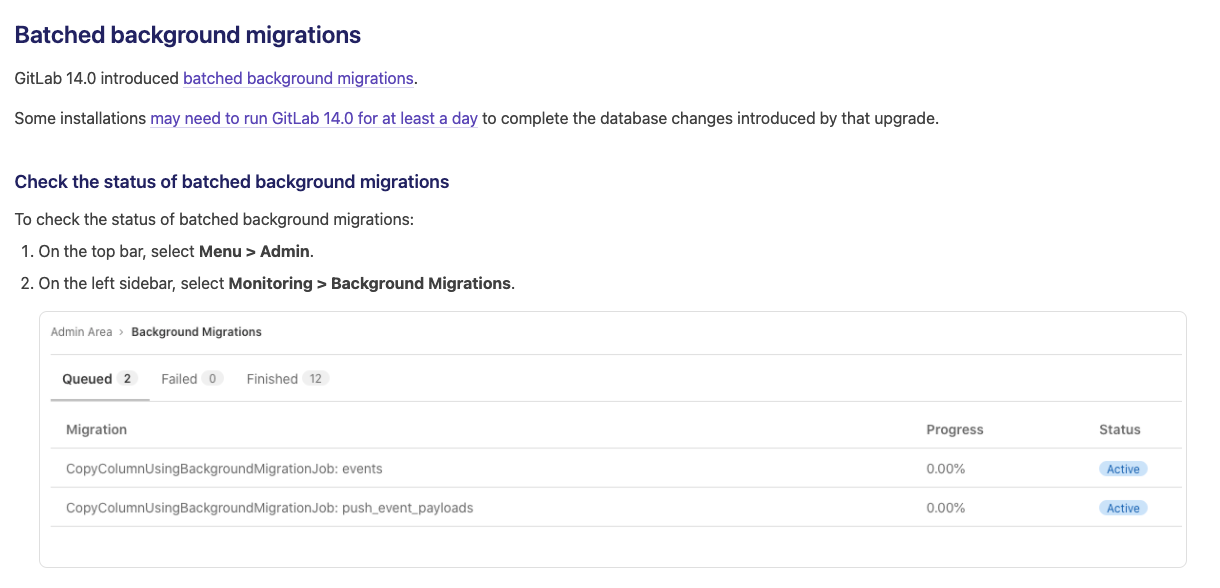 Batched background migrations
GitLab 14.0 introduced batched background migrations.
Some installations may need to run GitLab 14.0 for at least a day to complete the database changes introduced by that upgrade.
Check the status of batched background migrations
To check the status of batched background migrations:
1. On the top bar, select Menu > Admin.
2. On the left sidebar, select Monitoring > Background Migrations.
Admin Area › Background Migrations
Queued 2 Failed 0 Finished 12
Migration Progress Status
CopyColumnUsingBackgroundMigrationJob: events 0.00% Active
CopyColumnUsingBackgroundMigrationJob: push_event_payloads 0.00% Active